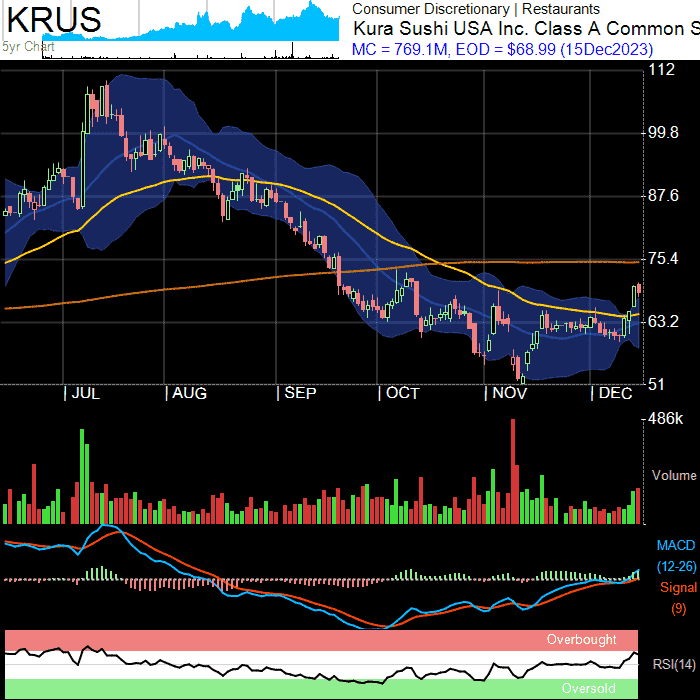 KRUS
Consumer Discretionary | Restaurants
Kura Sushi USA Inc. Class A Common S
MC = 769.1M, EOD = $68.99 (15Dec2023)
5yr Chart
112
99.8
87.6
75.4
63.2
51
| JUL | AUG | SEP | OCT | NOV | DEC
486k
Volume
MACD
(12-26)
Signal
(9)
Overbought
RSI(14)
Oversold